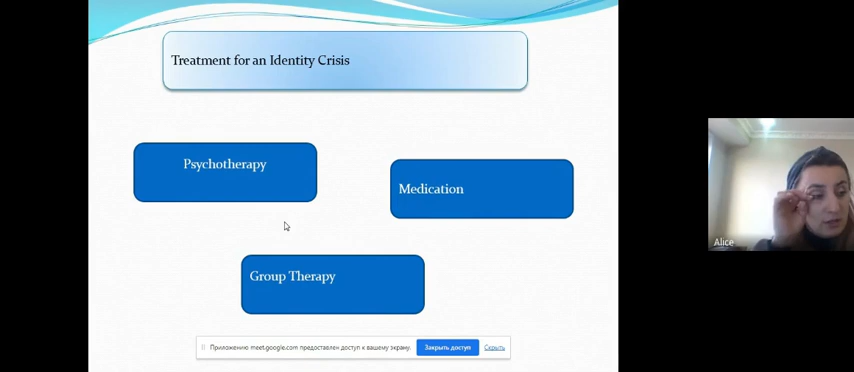 Treatment for an Identity Crisis
Psychotherapy
Medication
Alice
Group Therapy
Приложению meet.google.com предоставлен доступ к вашему экрану.
Закрыть доступ
Скрыть